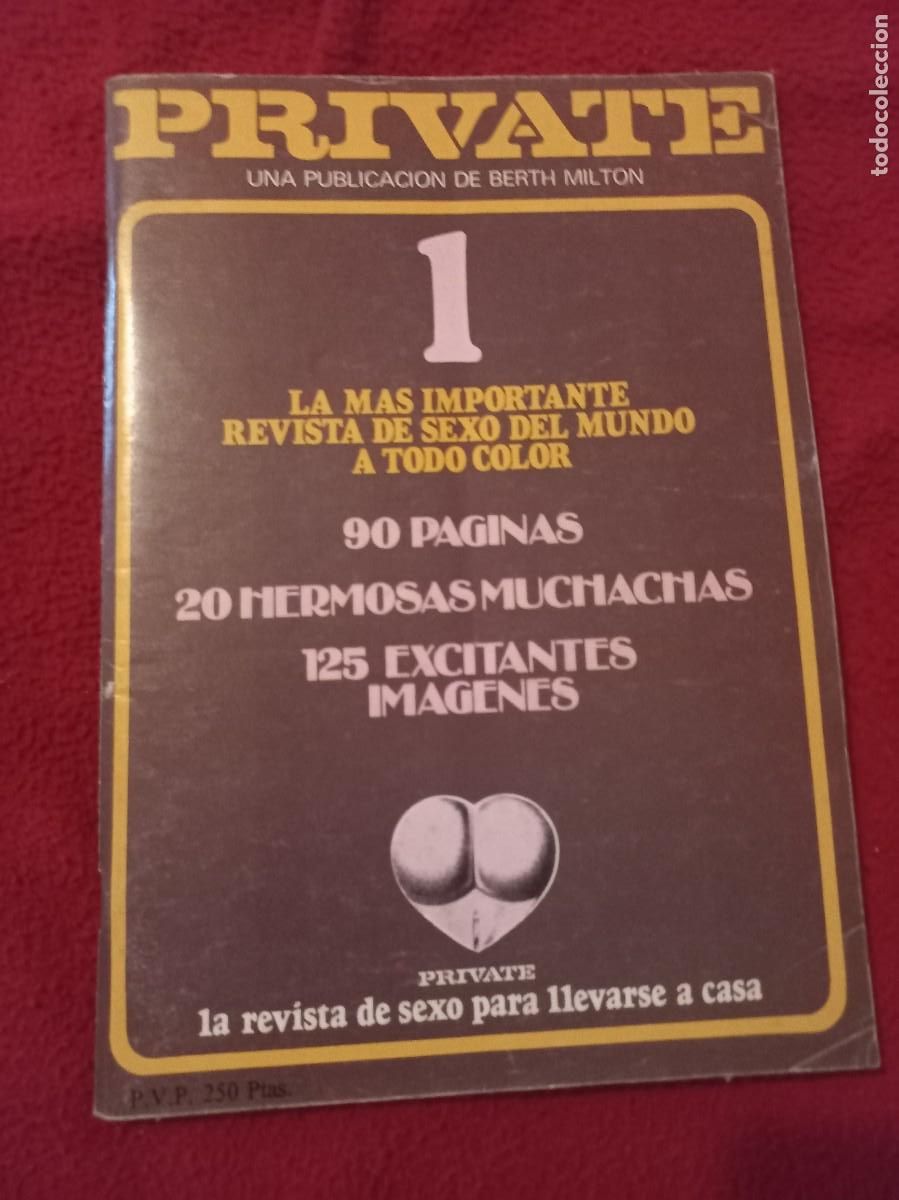 PRIVATE
UNA PUBLICACION DE BERTH MILTON
1
LA MAS IMPORTANTE
REVISTA DE SEXO DEL MUNDO
A TODO COLOR
90 PAGINAS
20 HERMOSAS MUCHACHAS
125 EXCITANTES
IMAGENES
PRIVATE
la revista de sexo para llevarse a casa
P.V.P. 250 Ptas.
todocoleccion